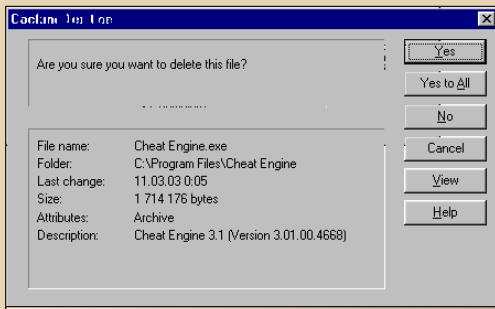 Are you sure you want to delete this file?
Yes
Yes to All
No
Cancel
View
Help
File name: Cheat Engine.exe
Folder: C:\Program Files\Cheat Engine
Last change: 11.03.03 0:05
Size: 1 714 176 bytes
Attributes: Archive
Description: Cheat Engine 3.1 (Version 3.01.00.4668)